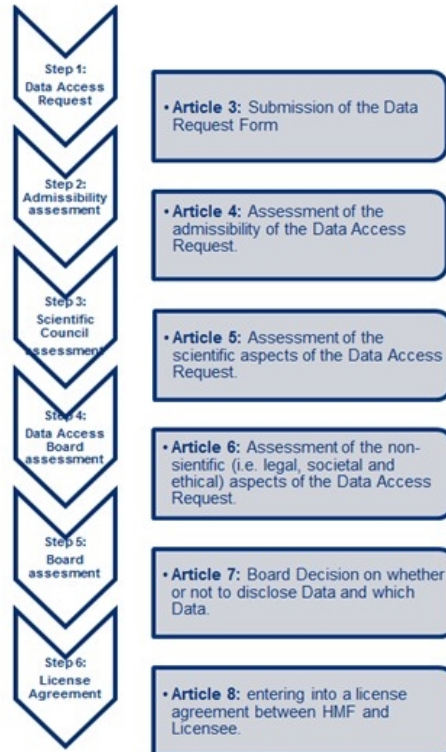 Step 1:
Data Access
Request
• Article 3: Submission of the Data
Request Form
Step 2:
Admissibility
assesment
• Article 4: Assessment of the
admissibility of the Data Access
Request.
Step 3:
Scientific
Council
assessment
• Article 5: Assessment of the
scientific aspects of the Data Access
Request.
Step 4:
Data Access
Board
assessment
• Article 6: Assessment of the non-
sientific (i.e. legal, societal and
ethical) aspects of the Data Access
Request.
Step 5:
Board
assesment
• Article 7: Board Decision on whether
or not to disclose Data and which
Data.
Step 6:
License
Agreement
• Article 8: entering into a license
agreement between HMF and
Licensee.